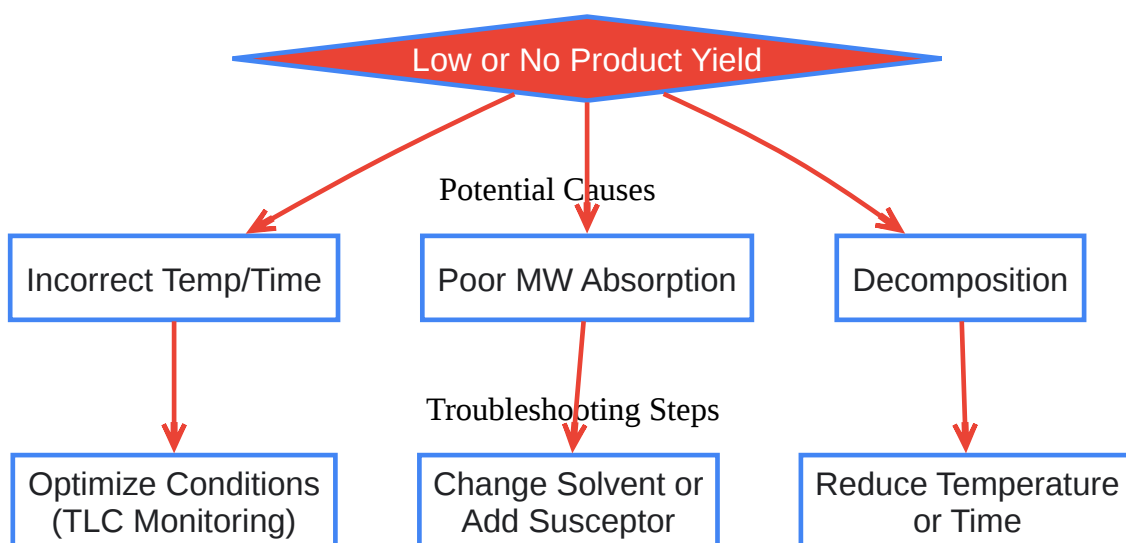 Low or No Product Yield
Potential Causes
Incorrect Temp/Time
Poor MW Absorption
Decomposition
Troubleshooting Steps
Optimize Conditions
(TLC Monitoring)
Change Solvent or
Add Susceptor
Reduce Temperature
or Time